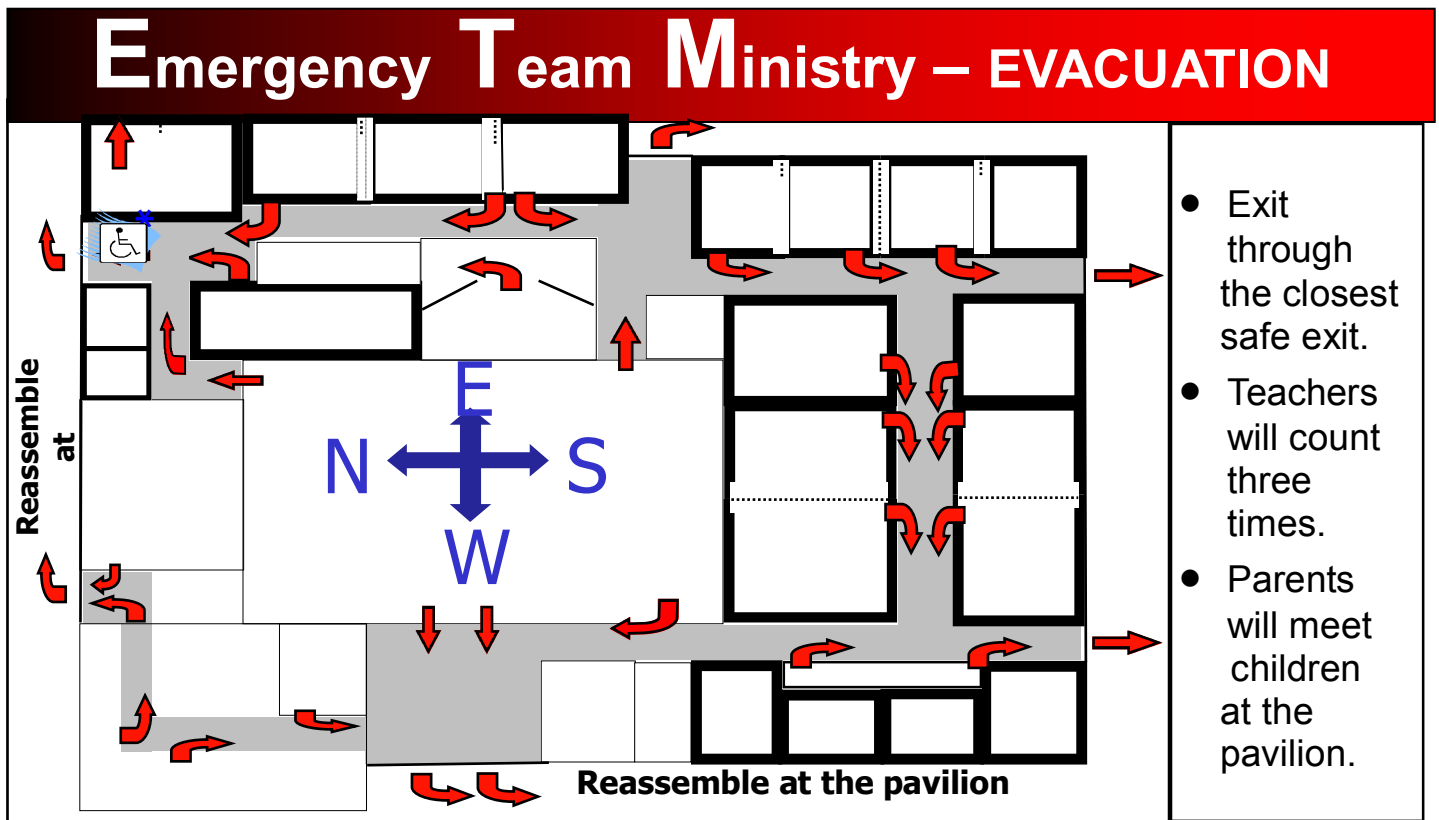 Emergency Team Ministry – EVACUATION
Reassemble
at
E
N
S
W
*
Reassemble at the pavilion
● Exit
through
the closest
safe exit.
● Teachers
will count
three
times.
● Parents
will meet
children
at the
pavilion.